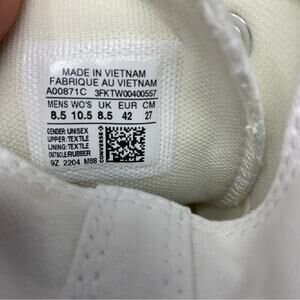 MADE IN VIETNAM
FABRIQUE AU VIETNAM
A00871C 3FKTW00400557
MENS WO'S UK EUR CM
8.5 10.5 8.5 42 27
GENDER: UNISEX
UPPER: TEXTILE
LINING: TEXTILE
OUTSOLE: RUBBER
9Z 2204 M88
CONVERSE